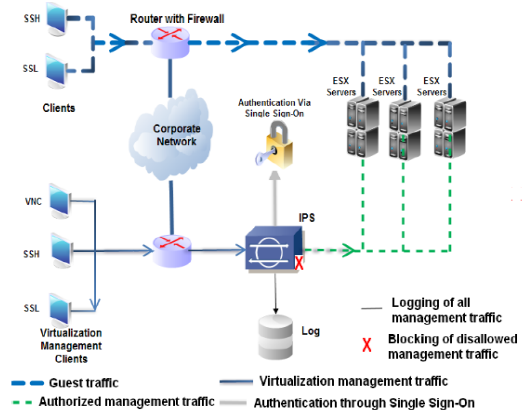 SSH
Router with Firewall
SSL
Clients
ESX
Servers
ESX
Servers
ESX
Servers
Authentication Via
Single Sign-On
Corporate
Network
VNC
IPS
SSH
X
SSL
Virtualization
Management
Clients
Log
Logging of all
management traffic
X Blocking of disallowed
management traffic
Guest traffic
Virtualization management traffic
Authorized management traffic
Authentication through Single Sign-On